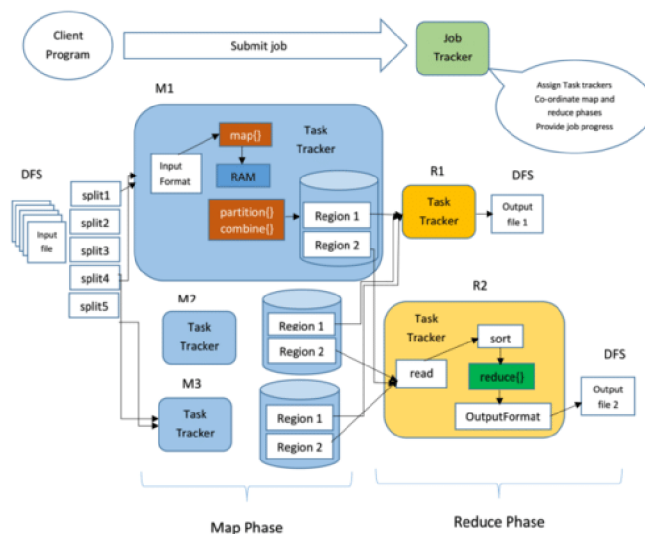 Client
Program
Submit job
Job
Tracker
Assign Task trackers
Co-ordinate map and
reduce phases
Provide job progress
M1
map{}
Task
Tracker
Input
Format
RAM
partition{}
combine{}
Region 1
Region 2
DFS
Input
file
split1
split2
split3
split4
split5
R1
Task
Tracker
DFS
Output
file 1
M2
Task
Tracker
Region 1
Region 2
M3
Task
Tracker
Region 1
Region 2
R2
Task
Tracker
read
sort
reduce{}
OutputFormat
DFS
Output
file 2
Map Phase
Reduce Phase